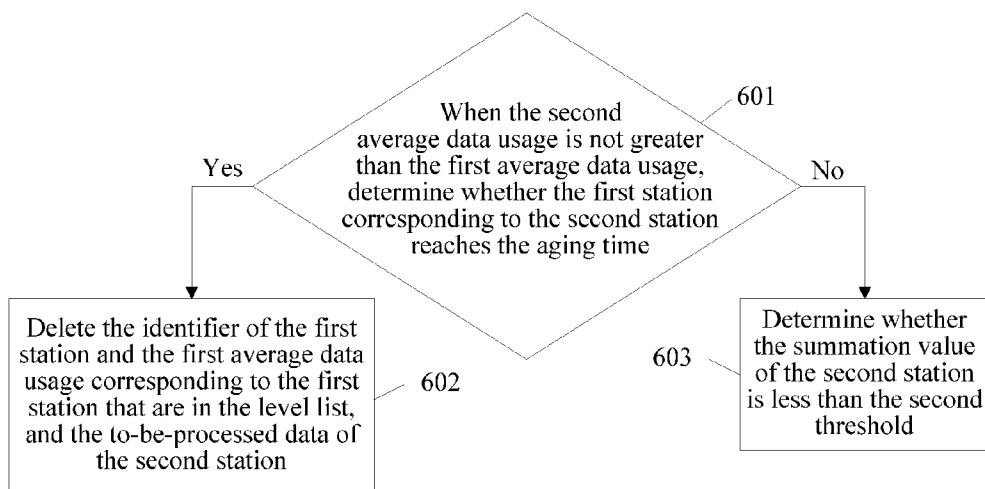 When the second
average data usage is not greater
than the first average data usage,
determine whether the first station
corresponding to the second station
reaches the aging time
601
Yes
No
Delete the identifier of the first
station and the first average data
usage corresponding to the first
station that are in the level list,
and the to-be-processed data of
the second station
602
603
Determine whether
the summation value
of the second station
is less than the second
threshold